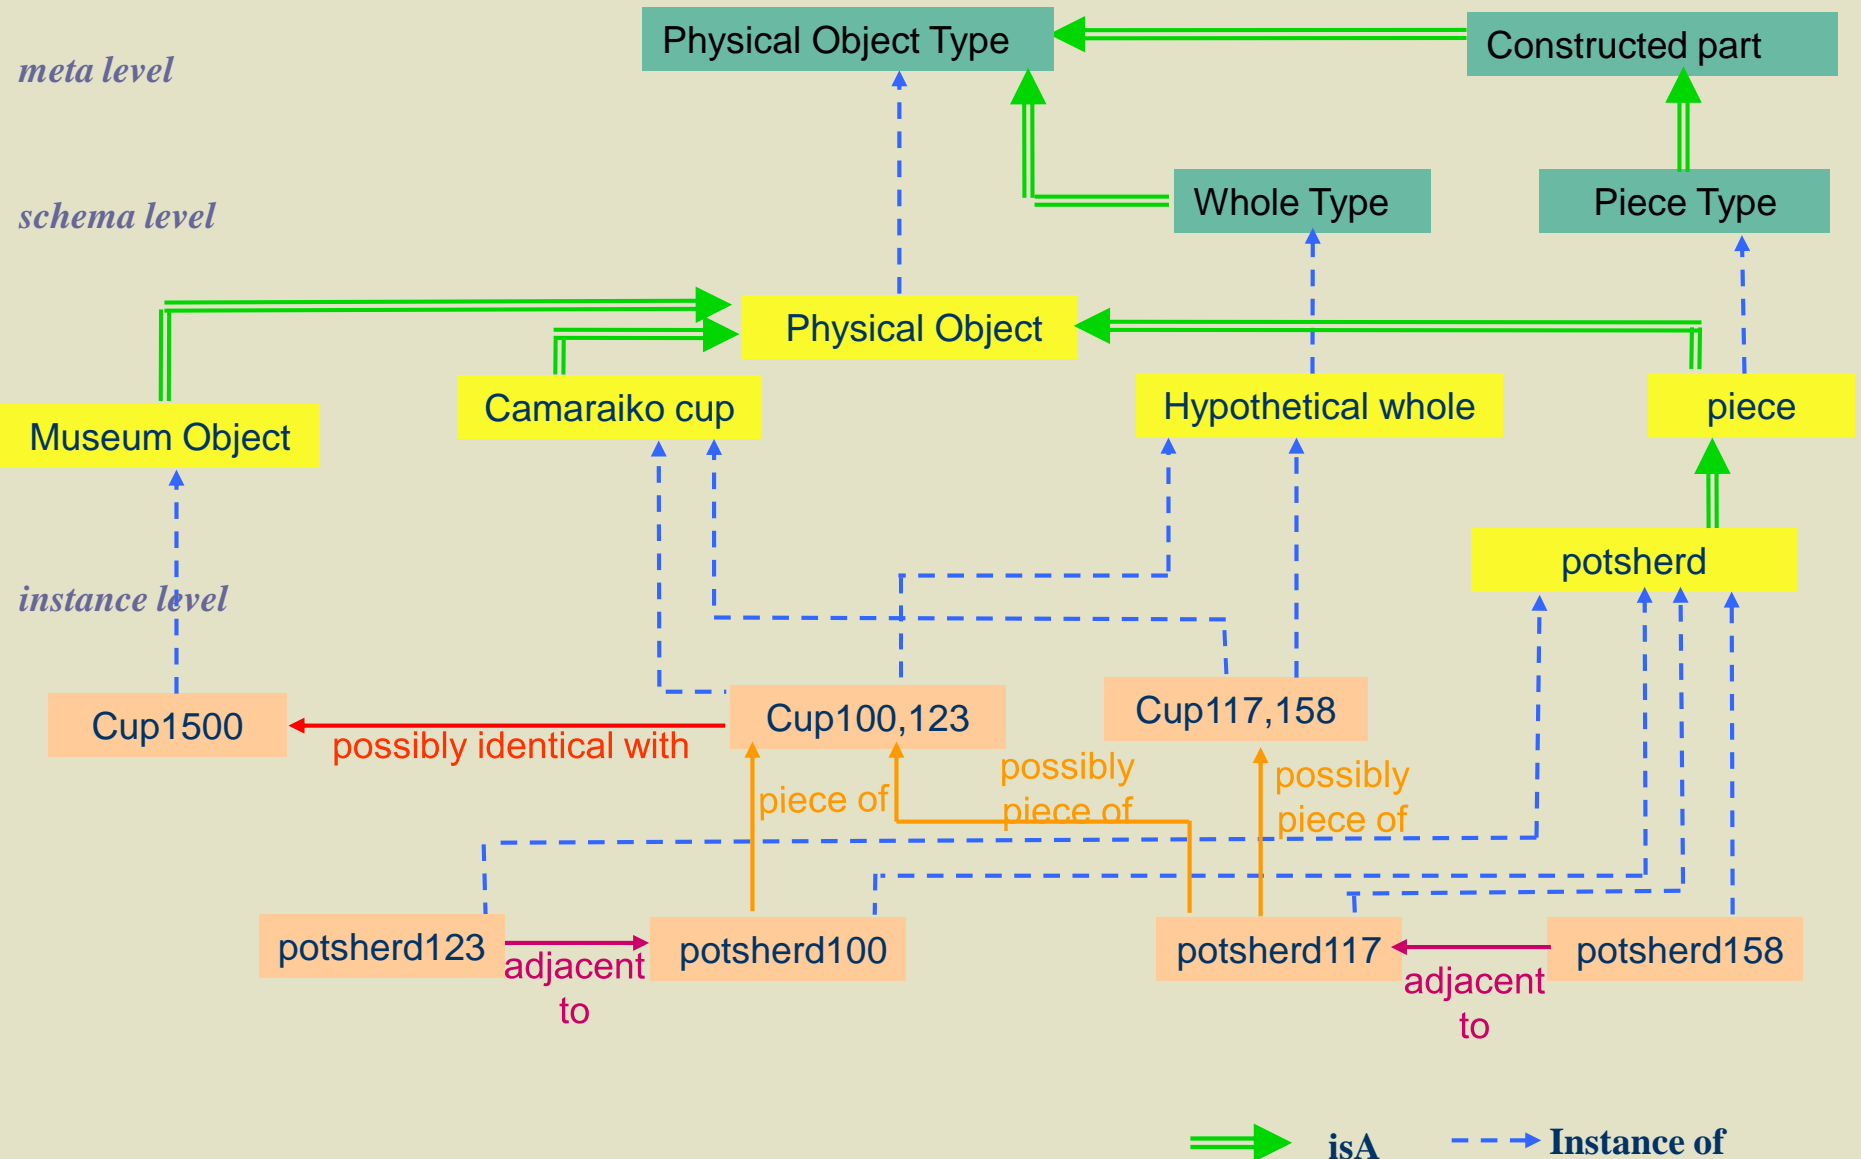 Physical Object Type
Constructed part
meta level
Whole Type
Piece Type
schema level
Physical Object
Camaraiko cup
Hypothetical whole
piece
Museum Object
potsherd
instance level
Cup1500
Cup100,123
Cup117,158
possibly identical with
possibly
piece of
possibly
piece of
piece of
potsherd123
potsherd100
potsherd117
potsherd158
adjacent
to
adjacent
to
isA
Instance of